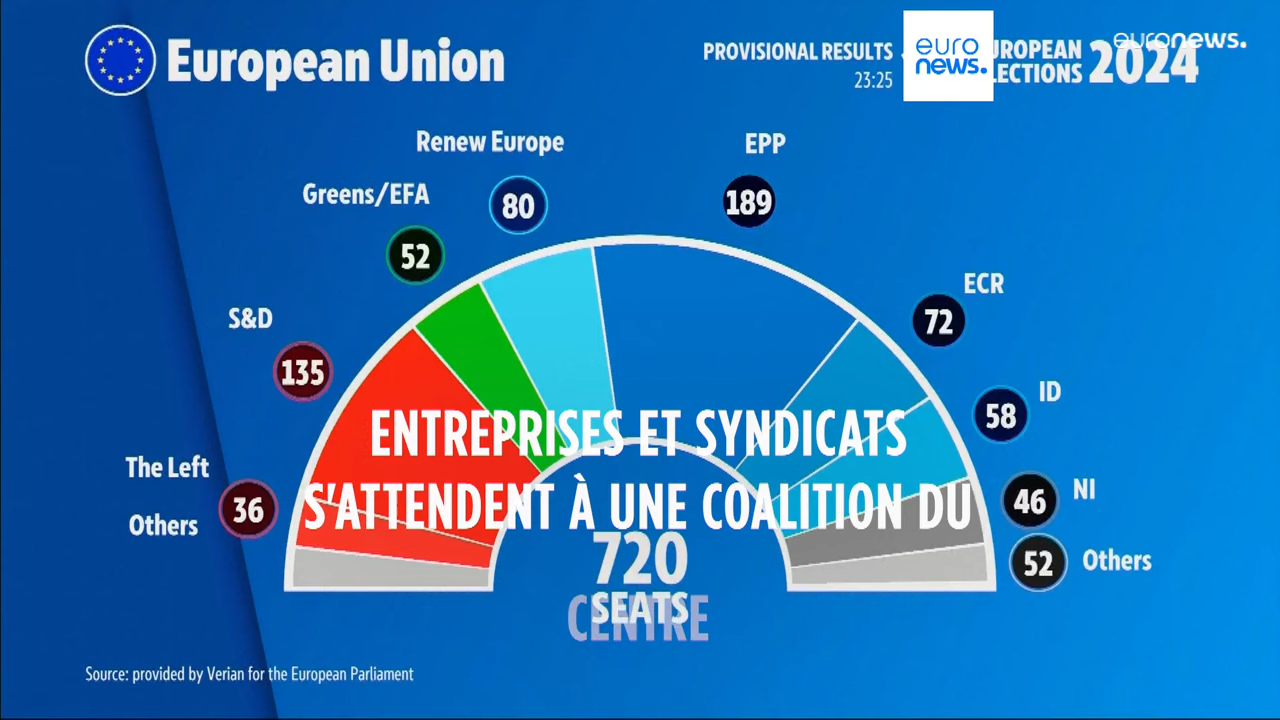 European Union
PROVISIONAL RESULTS
23:25
euro
news.
UROPEAN
LECTIONS
2024
euronews.
Renew Europe
80
EPP
189
Greens/EFA
52
ECR
72
S&D
135
ID
58
ENTREPRISES ET SYNDICATS
S'ATTENDENT À UNE COALITION DU
CENTRE
The Left
36
Others
NI
46
52
Others
720
SEATS
Source: provided by Verian for the European Parliament